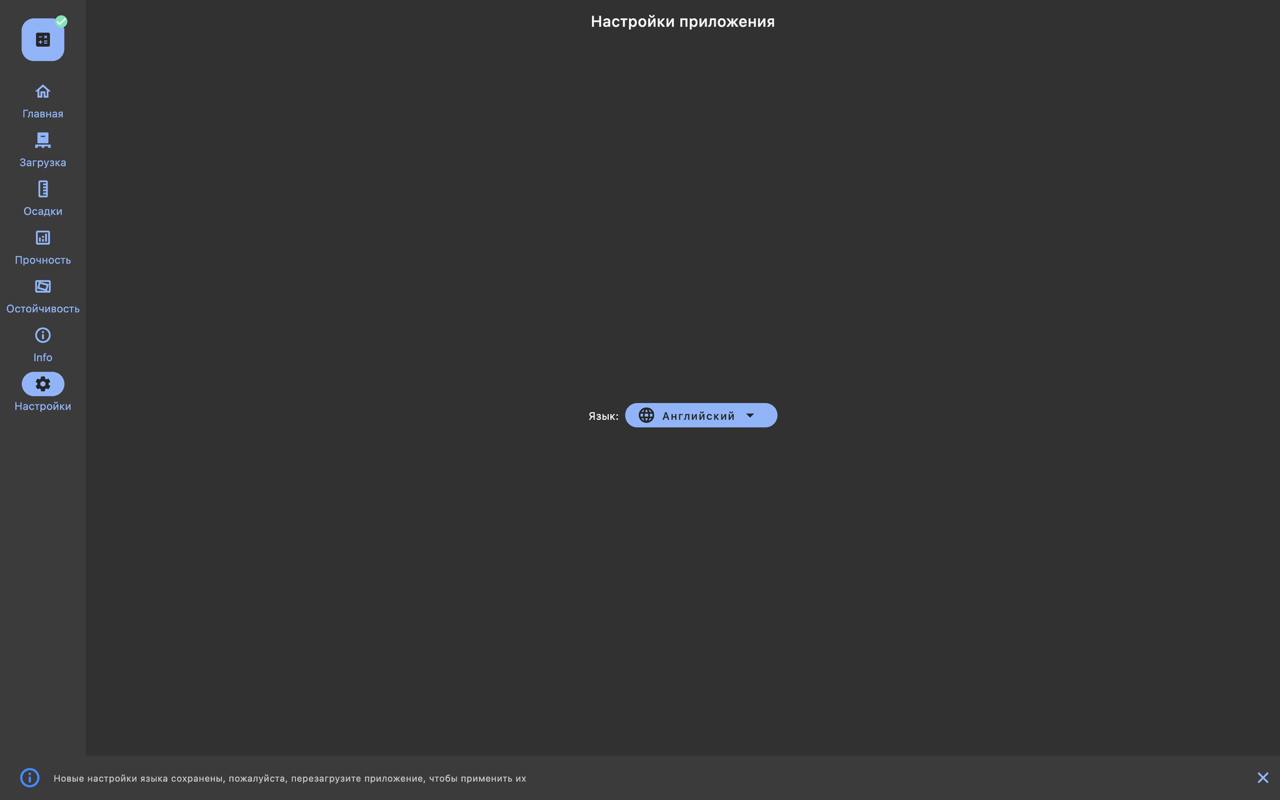 Настройки приложения
Главная
Загрузка
Осадки
Прочность
Остойчивость
Info
Настройки
Язык: Английский
Новые настройки языка сохранены, пожалуйста, перезагрузите приложение, чтобы применить их